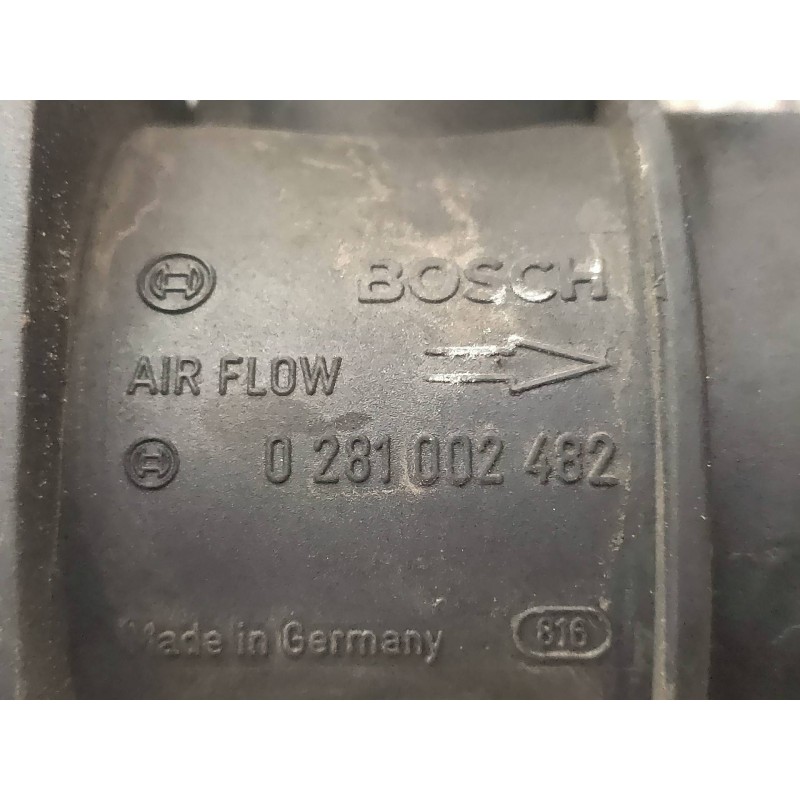 BOSCH
AIR FLOW
0 281 002 482
Made in Germany 816